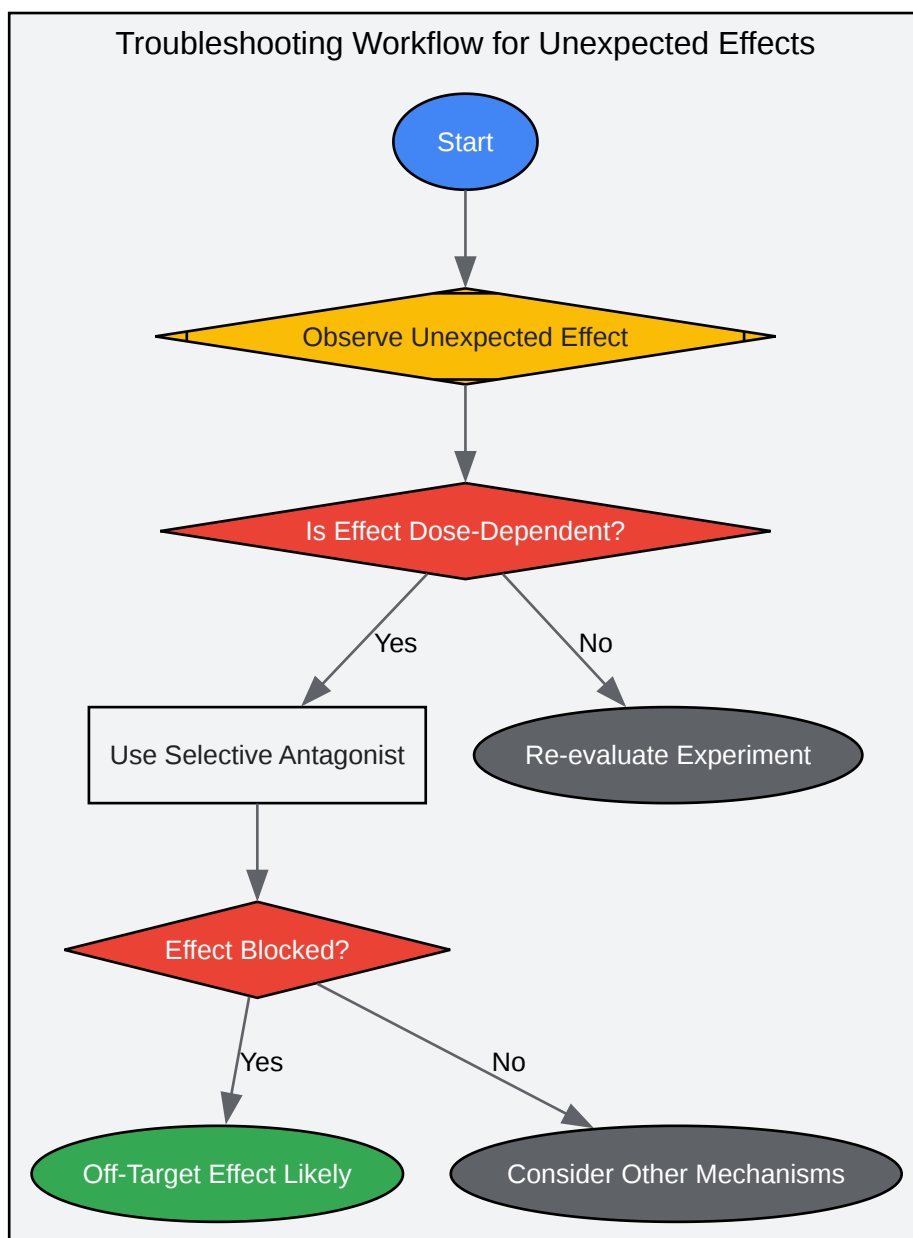 Troubleshooting Workflow for Unexpected Effects
Start
Observe Unexpected Effect
Is Effect Dose-Dependent?
Yes
No
Use Selective Antagonist
Re-evaluate Experiment
Effect Blocked?
Yes
No
Off-Target Effect Likely
Consider Other Mechanisms